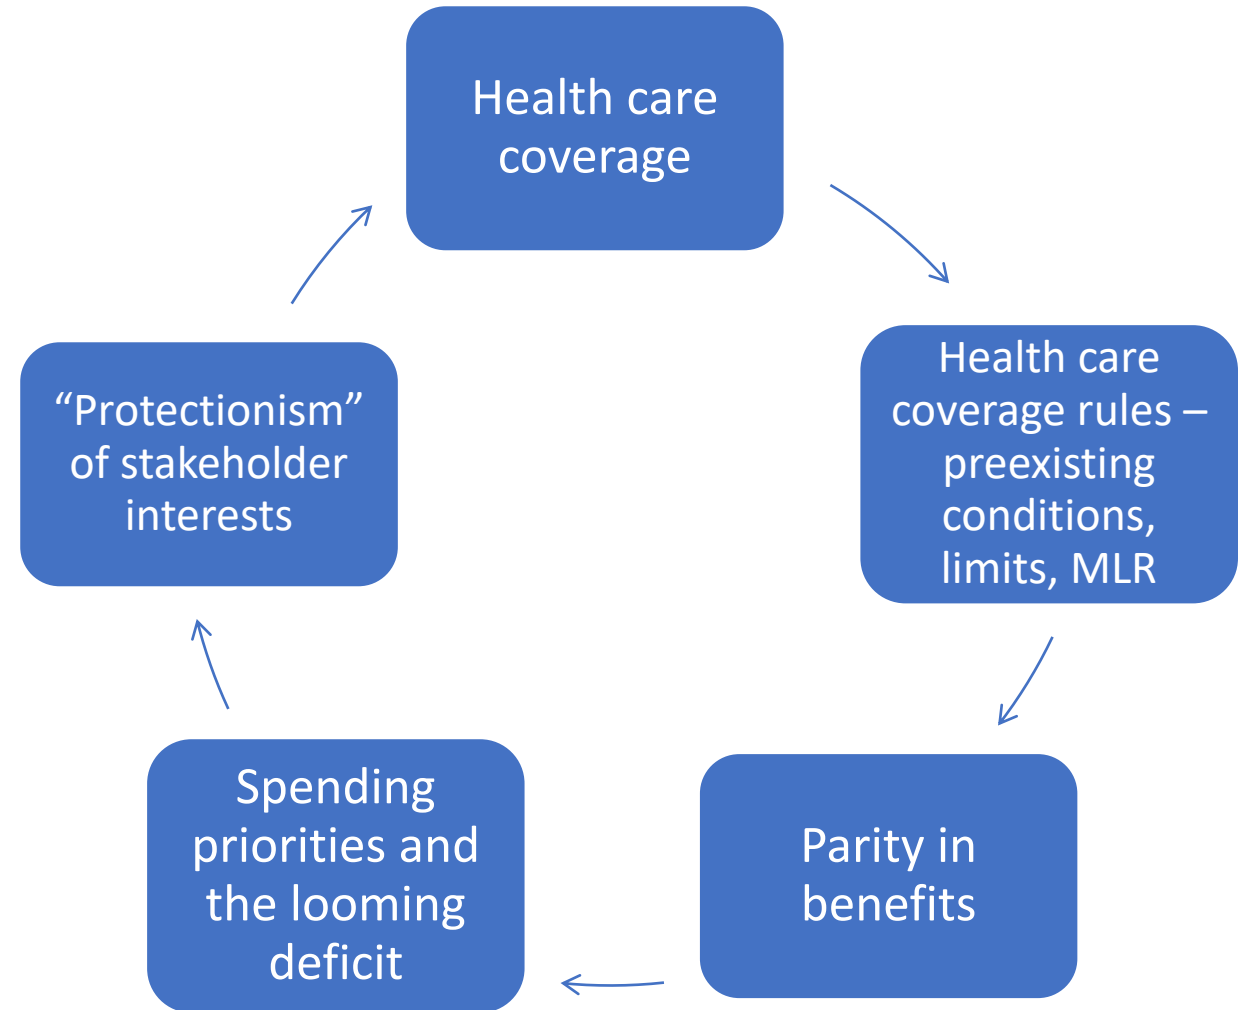 Health care
coverage
Health care
coverage rules –
preexisting
conditions,
limits, MLR
Parity in
benefits
Spending
priorities and
the looming
deficit
“Protectionism”
of stakeholder
interests